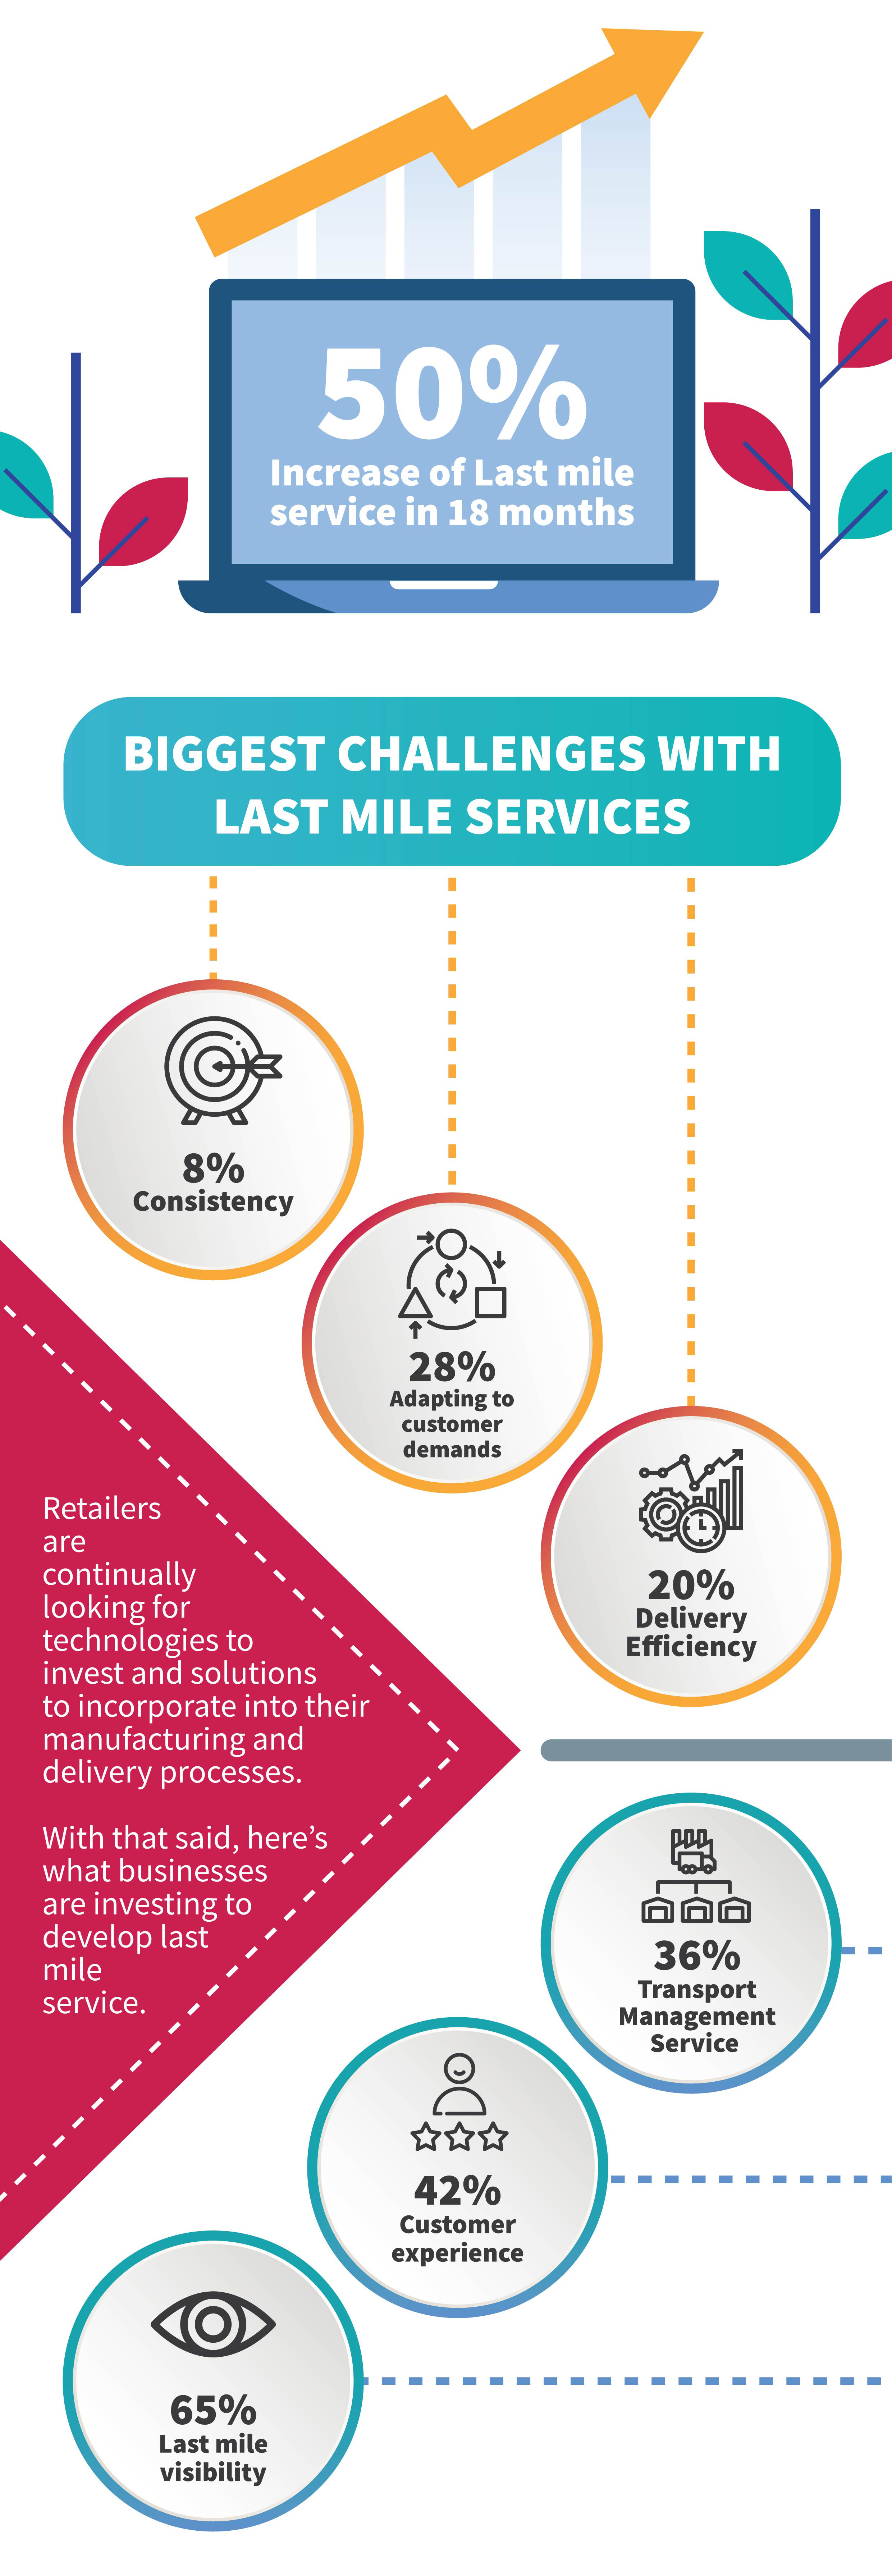 50%
Increase of Last mile
service in 18 months
BIGGEST CHALLENGES WITH
LAST MILE SERVICES
8%
Consistency
28%
Adapting to
customer
demands
20%
Delivery
Efficiency
Retailers
are
continually
looking for
technologies to
invest and solutions
to incorporate into their
manufacturing and
delivery processes.
With that said, here’s
what businesses
are investing to
develop last
mile
service.
36%
Transport
Management
Service
42%
Customer
experience
65%
Last mile
visibility